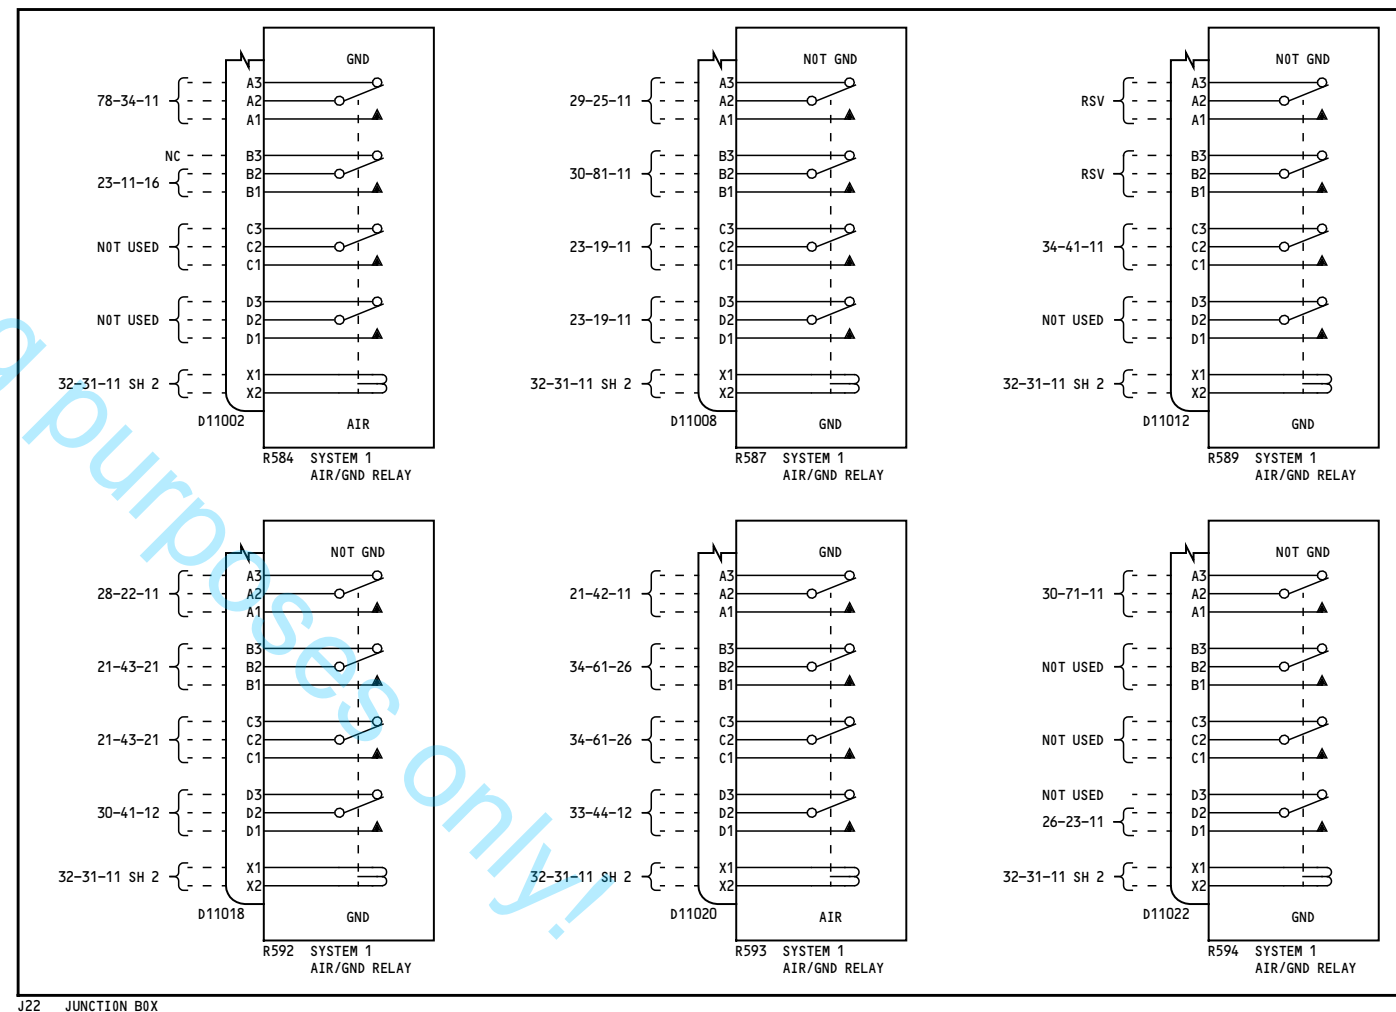 GND
A3
78-34-11
A2
A1
NC
B3
B2
23-11-16
B1
C3
NOT USED
C2
C1
D3
NOT USED
D2
D1
X1
32-31-11 SH 2
X2
D11002
AIR
R584 SYSTEM 1
AIR/GND RELAY
NOT GND
A3
29-25-11
A2
A1
B3
30-81-11
B2
B1
C3
23-19-11
C2
C1
D3
23-19-11
D2
D1
X1
32-31-11 SH 2
X2
D11008
GND
R587 SYSTEM 1
AIR/GND RELAY
NOT GND
A3
RSV
A2
A1
B3
RSV
B2
B1
C3
34-41-11
C2
C1
D3
NOT USED
D2
D1
X1
32-31-11 SH 2
X2
D11012
GND
R589 SYSTEM 1
AIR/GND RELAY
NOT GND
A3
28-22-11
A2
A1
B3
21-43-21
B2
B1
C3
21-43-21
C2
C1
D3
30-41-12
D2
D1
X1
32-31-11 SH 2
X2
D11018
GND
R592 SYSTEM 1
AIR/GND RELAY
GND
A3
21-42-11
A2
A1
B3
34-61-26
B2
B1
C3
34-61-26
C2
C1
D3
33-44-12
D2
D1
X1
32-31-11 SH 2
X2
D11020
AIR
R593 SYSTEM 1
AIR/GND RELAY
NOT GND
A3
30-71-11
A2
A1
B3
NOT USED
B2
B1
C3
NOT USED
C2
C1
NOT USED
D3
D2
26-23-11
D1
X1
32-31-11 SH 2
X2
D11022
GND
R594 SYSTEM 1
AIR/GND RELAY
J22 JUNCTION BOX
purposes only!